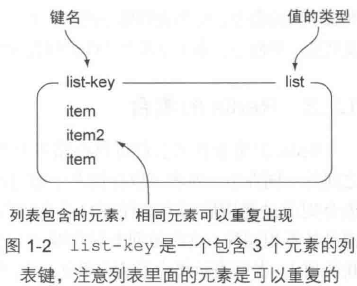 键名 值的类型
list-key list
item
item2
item
列表包含的元素，相同元素可以重复出现
图 1-2 list-key 是一个包含 3 个元素的列
表键，注意列表里面的元素是可以重复的